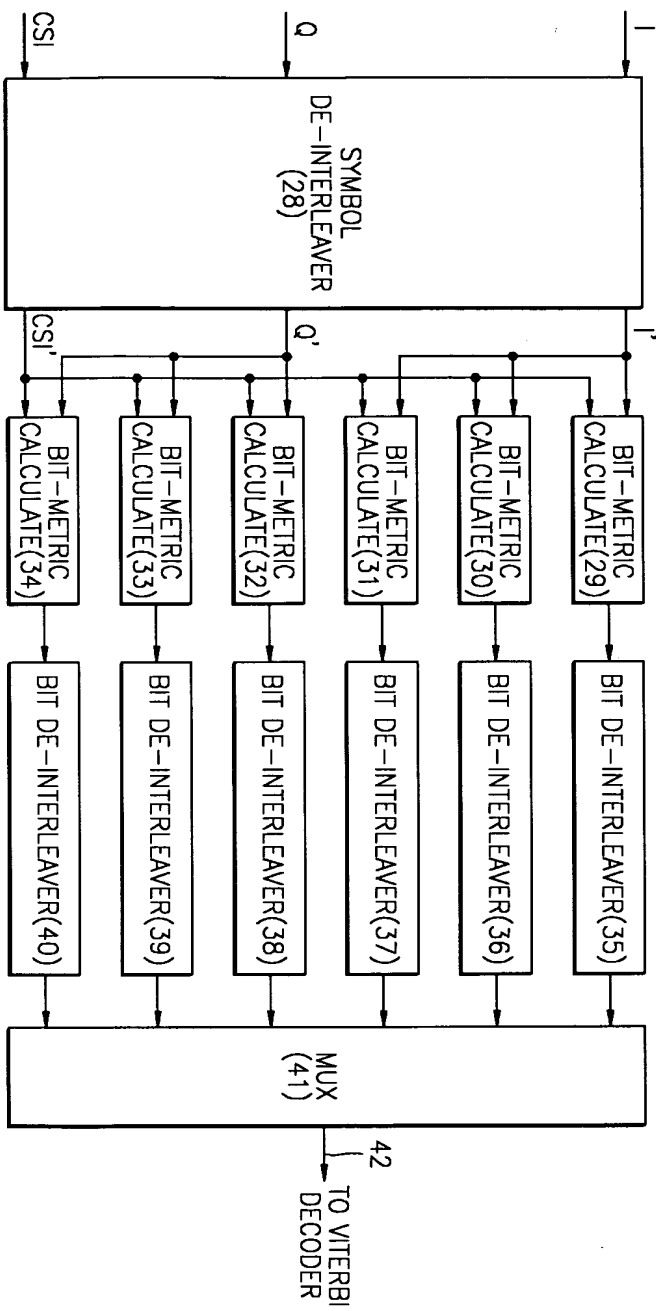 I
Q
CSI
SYMBOL
DE-INTERLEAVER
(28)
I'
Q'
CSI'
BIT-METRIC
CALCULATE(29)
BIT-METRIC
CALCULATE(30)
BIT-METRIC
CALCULATE(31)
BIT-METRIC
CALCULATE(32)
BIT-METRIC
CALCULATE(33)
BIT-METRIC
CALCULATE(34)
BIT DE-INTERLEAVER(35)
BIT DE-INTERLEAVER(36)
BIT DE-INTERLEAVER(37)
BIT DE-INTERLEAVER(38)
BIT DE-INTERLEAVER(39)
BIT DE-INTERLEAVER(40)
MUX
(41)
42
TO VITERBI
DECODER